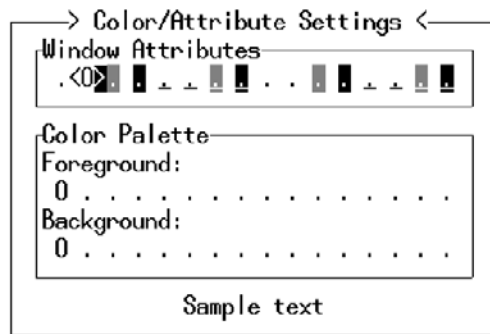 > Color/Attribute Settings <
Window Attributes
.<0>. . . . . . . . . . . . . .
Color Palette
Foreground:
0 . . . . . . . . . . . . . . .
Background:
0 . . . . . . . . . . . . . . .
Sample text